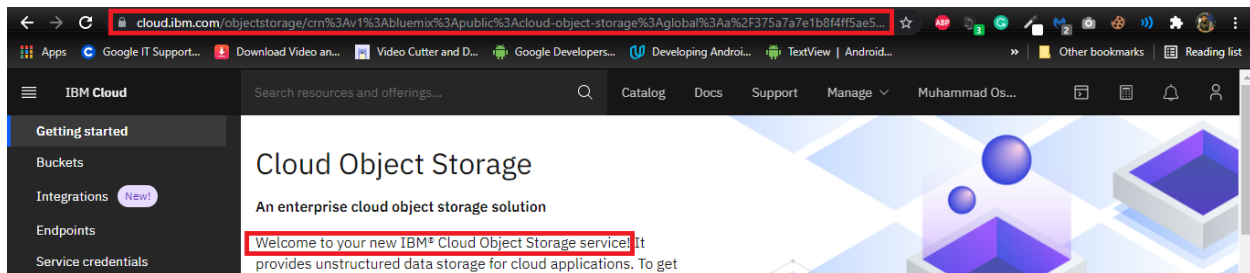 cloud.ibm.com/objectstorage/crn%3Av1%3Abluemix%3Apublic%3Acloud-object-storage%3Aglobal%3Aa%2F375a7a7e1b8f4ff5ae5...
ABP 3 G 2
Apps Google IT Support... Download Video an... Video Cutter and D... Google Developers... Developing Androi... TextView | Android... » Other bookmarks Reading list
IBM Cloud Search resources and offerings... Catalog Docs Support Manage Muhammad Os...
Getting started
Buckets
Integrations New!
Endpoints
Service credentials
Cloud Object Storage
An enterprise cloud object storage solution
Welcome to your new IBM® Cloud Object Storage service! It
provides unstructured data storage for cloud applications. To get